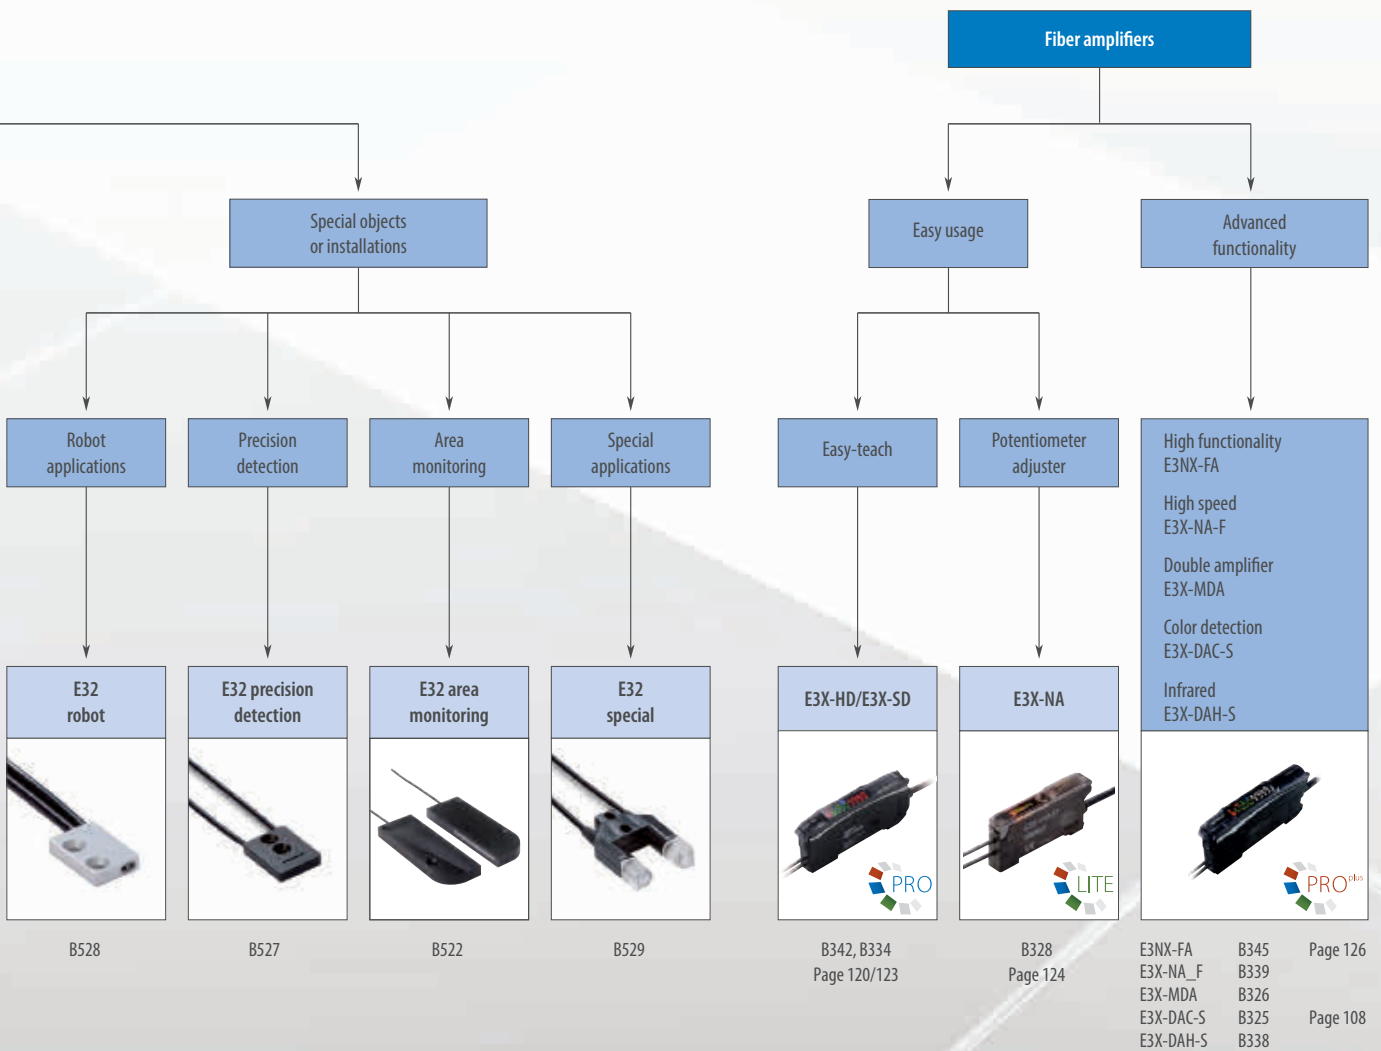 Fiber amplifiers
Special objects
or installations
Easy usage
Advanced
functionality
Robot
applications
Precision
detection
Area
monitoring
Special
applications
Easy-teach
Potentiometer
adjuster
High functionality
E3NX-FA
High speed
E3X-NA-F
Double amplifier
E3X-MDA
Color detection
E3X-DAC-S
Infrared
E3X-DAH-S
E32
robot
E32 precision
detection
E32 area
monitoring
E32
special
E3X-HD/E3X-SD
E3X-NA
PRO
LITE
PROplus
B528
B527
B522
B529
B342, B334
Page 120/123
B328
Page 124
E3NX-FA B345 Page 126
E3X-NA_F B339
E3X-MDA B326
E3X-DAC-S B325 Page 108
E3X-DAH-S B338